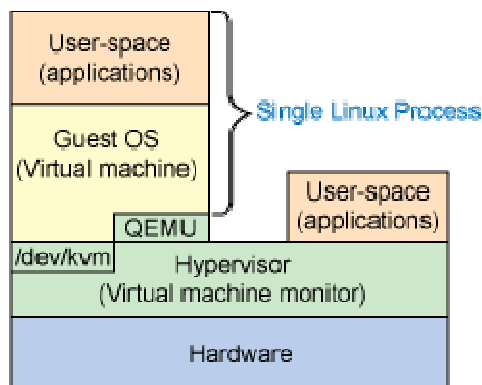 User-space
(applications)
Single Linux Process
Guest OS
(Virtual machine)
User-space
(applications)
QEMU
/dev/kvm
Hypervisor
(Virtual machine monitor)
Hardware